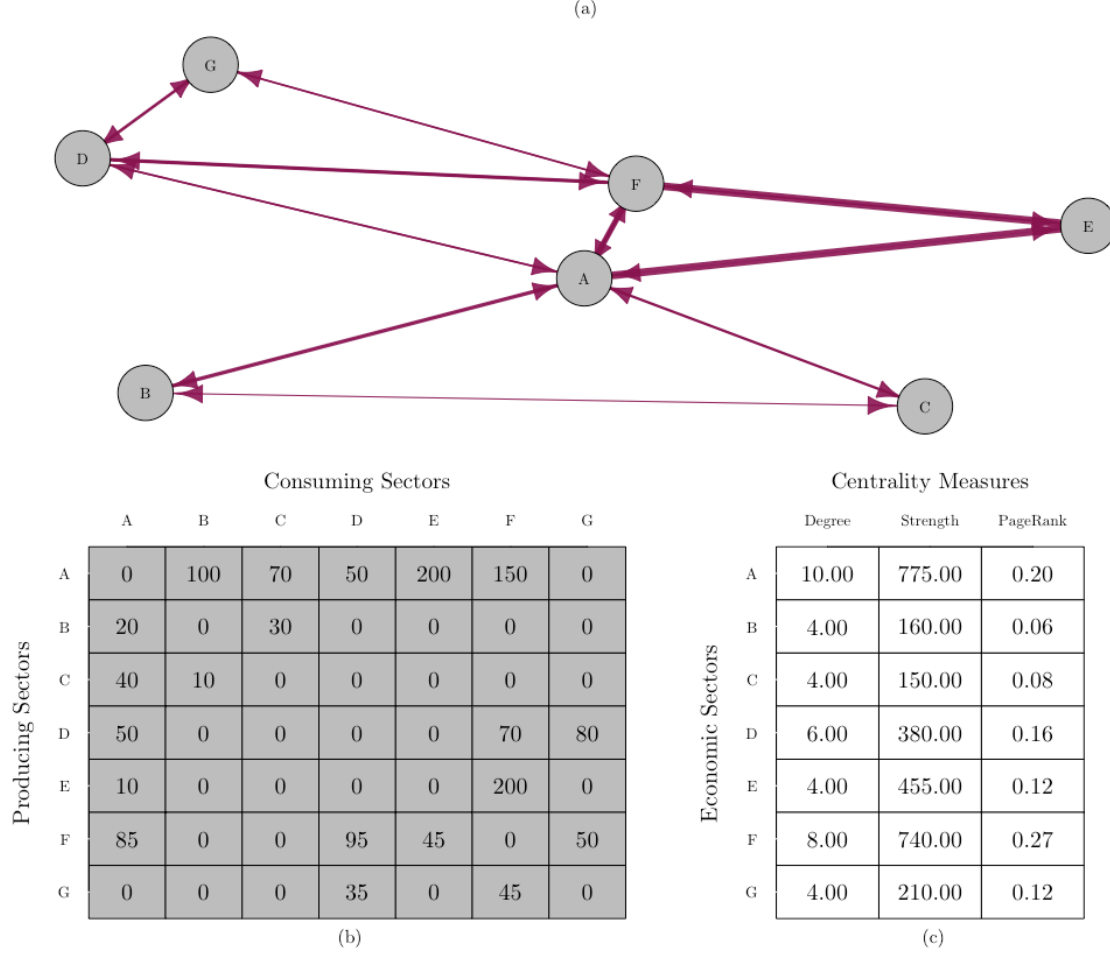 (a)
G
D
F
E
A
B
C
Consuming Sectors
A B C D E F G
Producing Sectors
A 0 100 70 50 200 150 0
B 20 0 30 0 0 0 0
C 40 10 0 0 0 0 0
D 50 0 0 0 0 70 80
E 10 0 0 0 0 200 0
F 85 0 0 95 45 0 50
G 0 0 0 35 0 45 0
(b)
Centrality Measures
Degree Strength PageRank
Economic Sectors
A 10.00 775.00 0.20
B 4.00 160.00 0.06
C 4.00 150.00 0.08
D 6.00 380.00 0.16
E 4.00 455.00 0.12
F 8.00 740.00 0.27
G 4.00 210.00 0.12
(c)